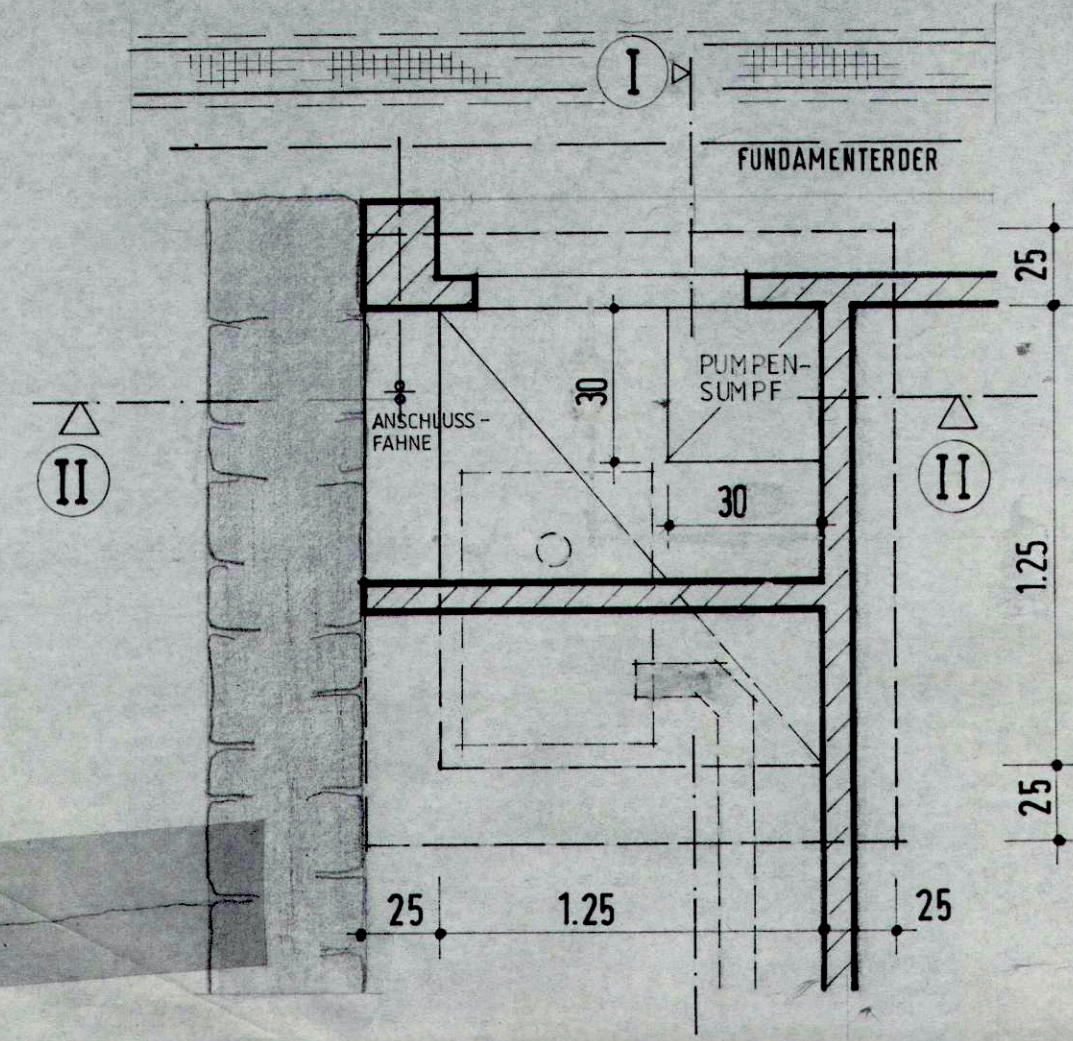 I
FUNDAMENTERDER
25
PUMPEN-
SUMPF
30
ANSCHLUSS-
FAHNE
II
II
30
1.25
25
25
1.25
25